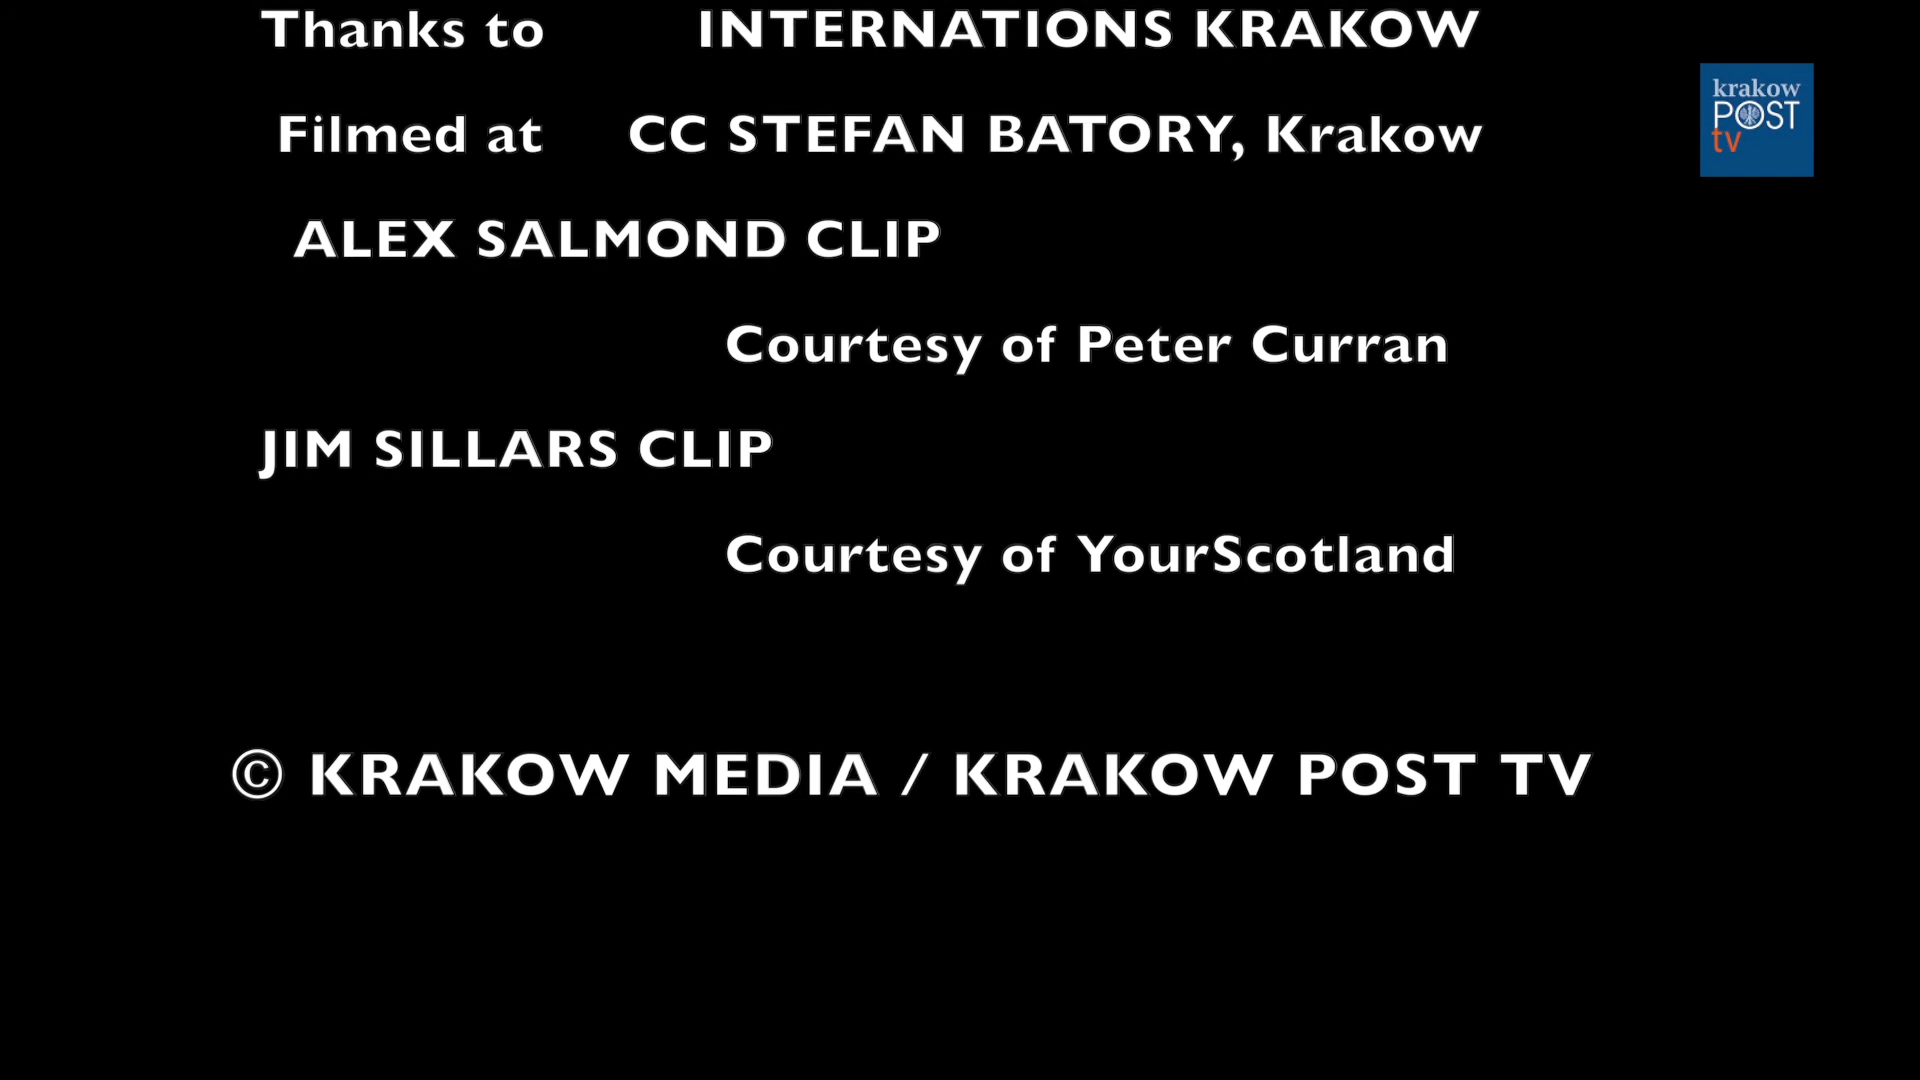 Thanks to INTERNATIONS KRAKOW
krakow
POST
tv
Filmed at CC STEFAN BATORY, Krakow
ALEX SALMOND CLIP
Courtesy of Peter Curran
JIM SILLARS CLIP
Courtesy of YourScotland
© KRAKOW MEDIA / KRAKOW POST TV